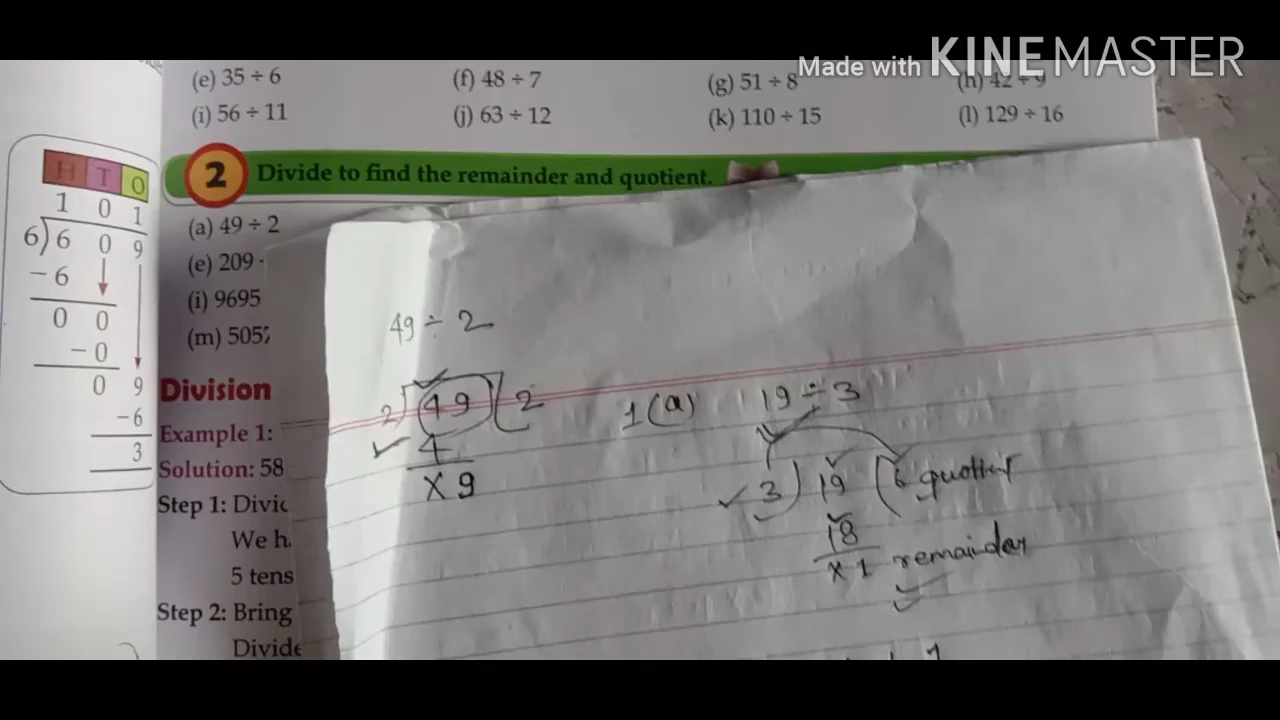 Made with KINEMASTER
(e) 35 ÷ 6 (f) 48 ÷ 7 (g) 51 ÷ 8 (h) 42 ÷ 9
(i) 56 ÷ 11 (j) 63 ÷ 12 (k) 110 ÷ 15 (l) 129 ÷ 16
2 Divide to find the remainder and quotient.
(a) 49 ÷ 2
(e) 209
(i) 9695
(m) 505
Division
Example 1:
Solution: 58
Step 1:
We
5 tens
Step 2: Bring
Divide
H T O
1 0 1
6) 6 0 9
-6
0 0
-0
0 9
-6
3
49 ÷ 2
2) 49 (2
4
x 9
1(a) 19 ÷ 3
3) 19 (6 quotient
18
x 1 remainder